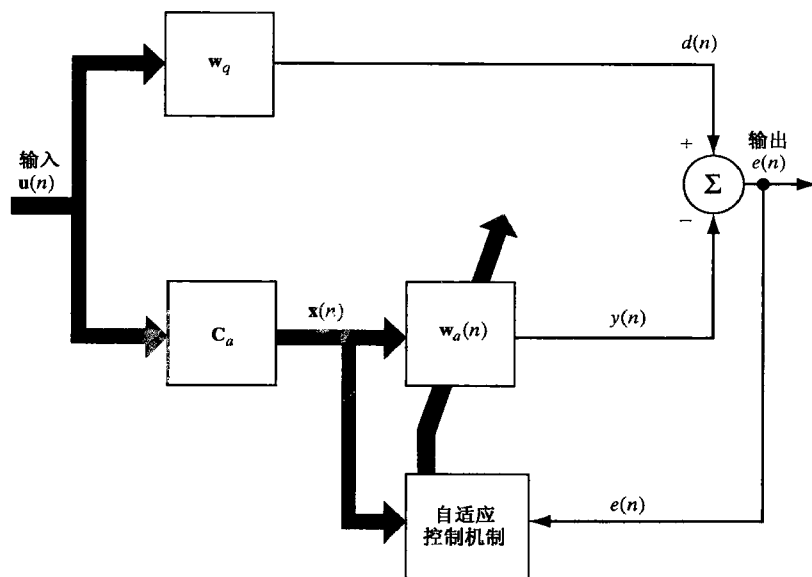 w_q
d(n)
输入
u(n)
+
输出
e(n)
Σ
−
C_a
x(n)
w_a(n)
y(n)
自适应
控制机制
e(n)